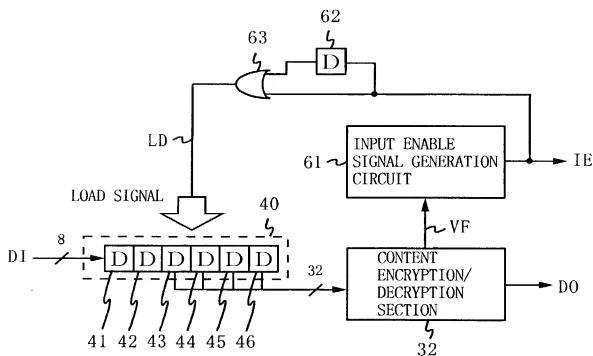 62
63
D
LD
INPUT ENABLE
SIGNAL GENERATION
CIRCUIT
61
IE
LOAD SIGNAL
40
VF
DI
8
D D D D D D
32
CONTENT
ENCRYPTION/
DECRYPTION
SECTION
DO
41 42 43 44 45 46
32